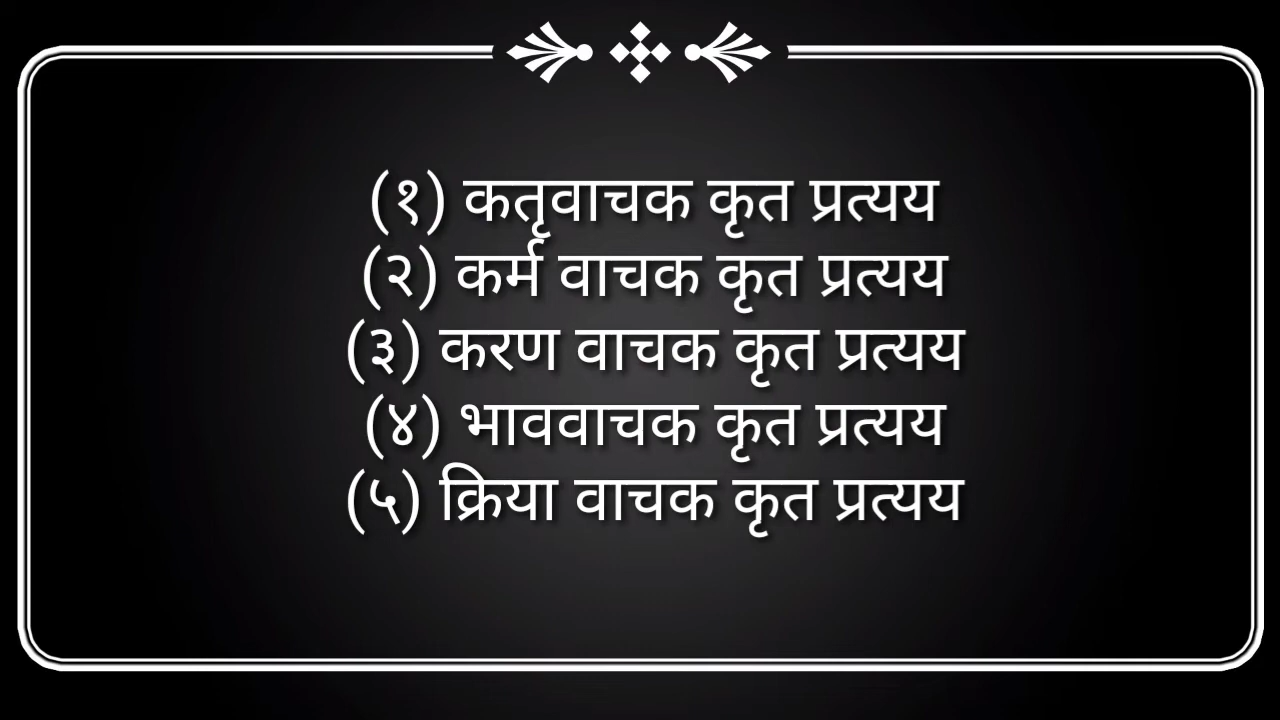 (१) कतृवाचक कृत प्रत्यय
(२) कर्म वाचक कृत प्रत्यय
(३) करण वाचक कृत प्रत्यय
(४) भाववाचक कृत प्रत्यय
(५) क्रिया वाचक कृत प्रत्यय